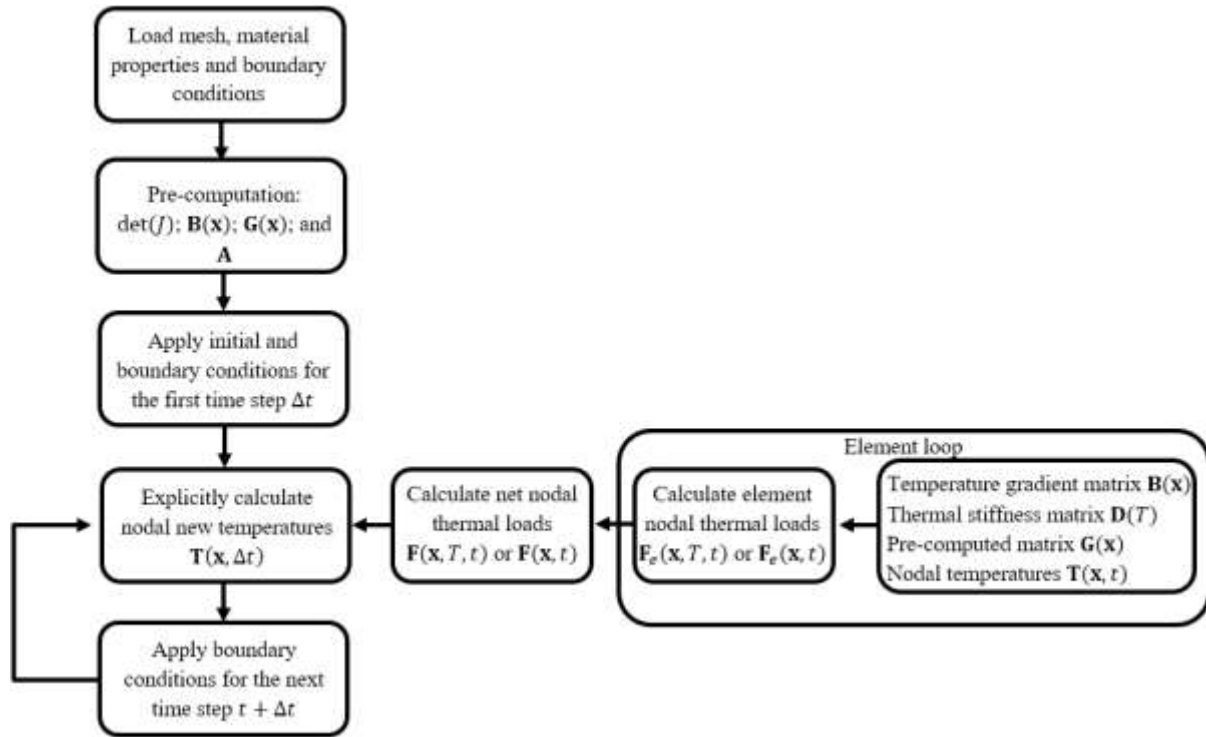 Load mesh, material
properties and boundary
conditions
Pre-computation:
det(J); B(x); G(x); and
A
Apply initial and
boundary conditions for
the first time step Δt
Explicitly calculate
nodal new temperatures
T(x, Δt)
Apply boundary
conditions for the next
time step t + Δt
Calculate net nodal
thermal loads
F(x, T, t) or F(x, t)
Element loop
Calculate element
nodal thermal loads
Fₑ(x, T, t) or Fₑ(x, t)
Temperature gradient matrix B(x)
Thermal stiffness matrix D(T)
Pre-computed matrix G(x)
Nodal temperatures T(x, t)